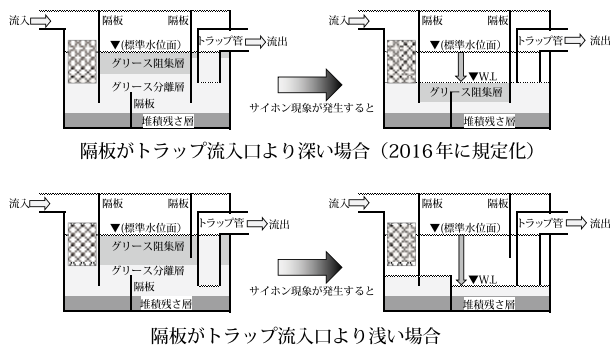 流入
隔板
隔板
▼(標準水位面)
トラップ管
流出
グリース阻集層
グリース分離層
隔板
堆積残さ層
サイホン現象が発生すると
流入
隔板
隔板
▼(標準水位面)
トラップ管
流出
▼W.L
グリース阻集層
堆積残さ層
隔板がトラップ流入口より深い場合（2016年に規定化）
流入
隔板
隔板
▼(標準水位面)
トラップ管
流出
グリース阻集層
グリース分離層
隔板
堆積残さ層
サイホン現象が発生すると
流入
隔板
隔板
▼(標準水位面)
トラップ管
流出
▼W.L
堆積残さ層
隔板がトラップ流入口より浅い場合